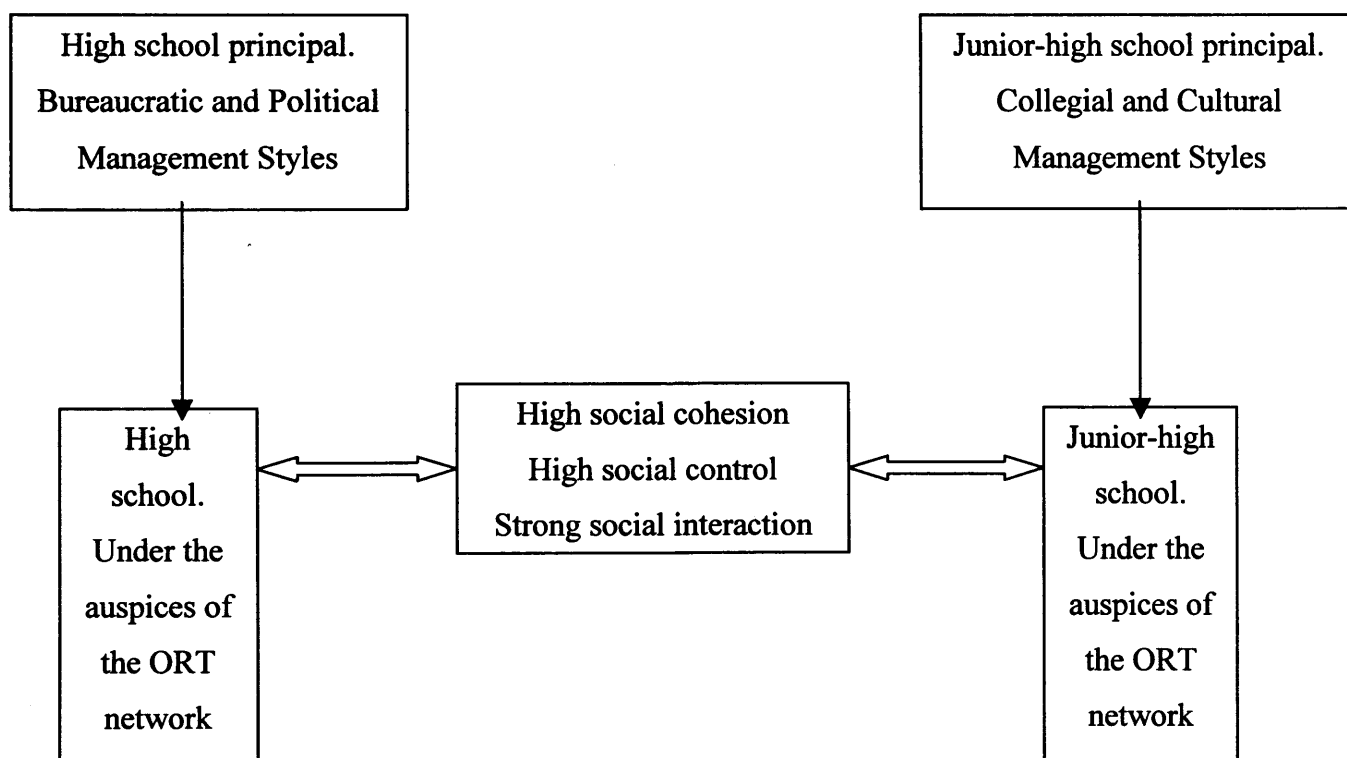 High school principal.
Bureaucratic and Political
Management Styles
Junior-high school principal.
Collegial and Cultural
Management Styles
High
school.
Under the
auspices of
the ORT
network
High social cohesion
High social control
Strong social interaction
Junior-high
school.
Under the
auspices of
the ORT
network